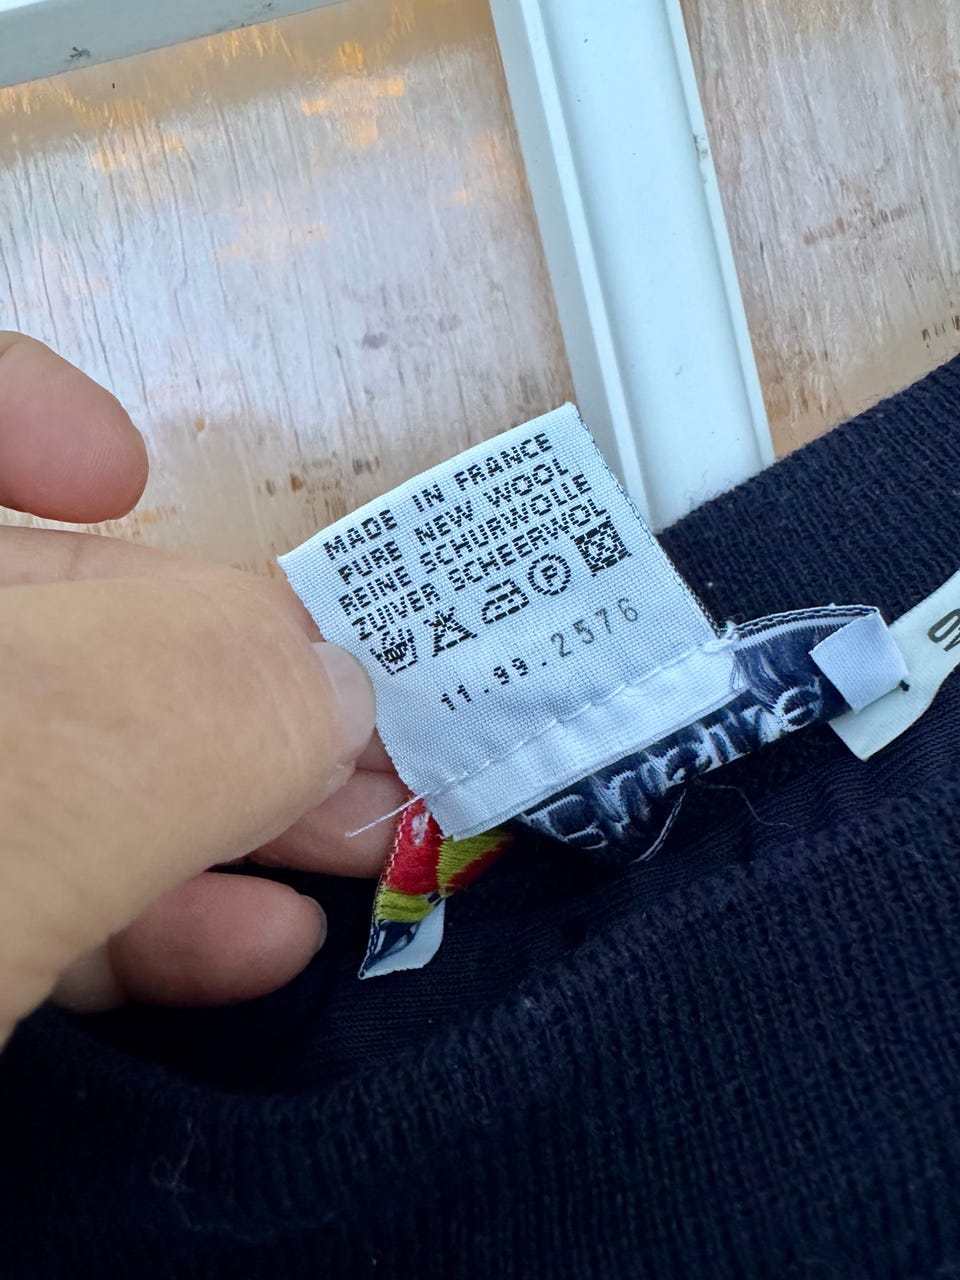 MADE IN FRANCE
PURE NEW WOOL
REINE SCHURWOLLE
ZUIVER SCHEERWOL
P
11.99.2576